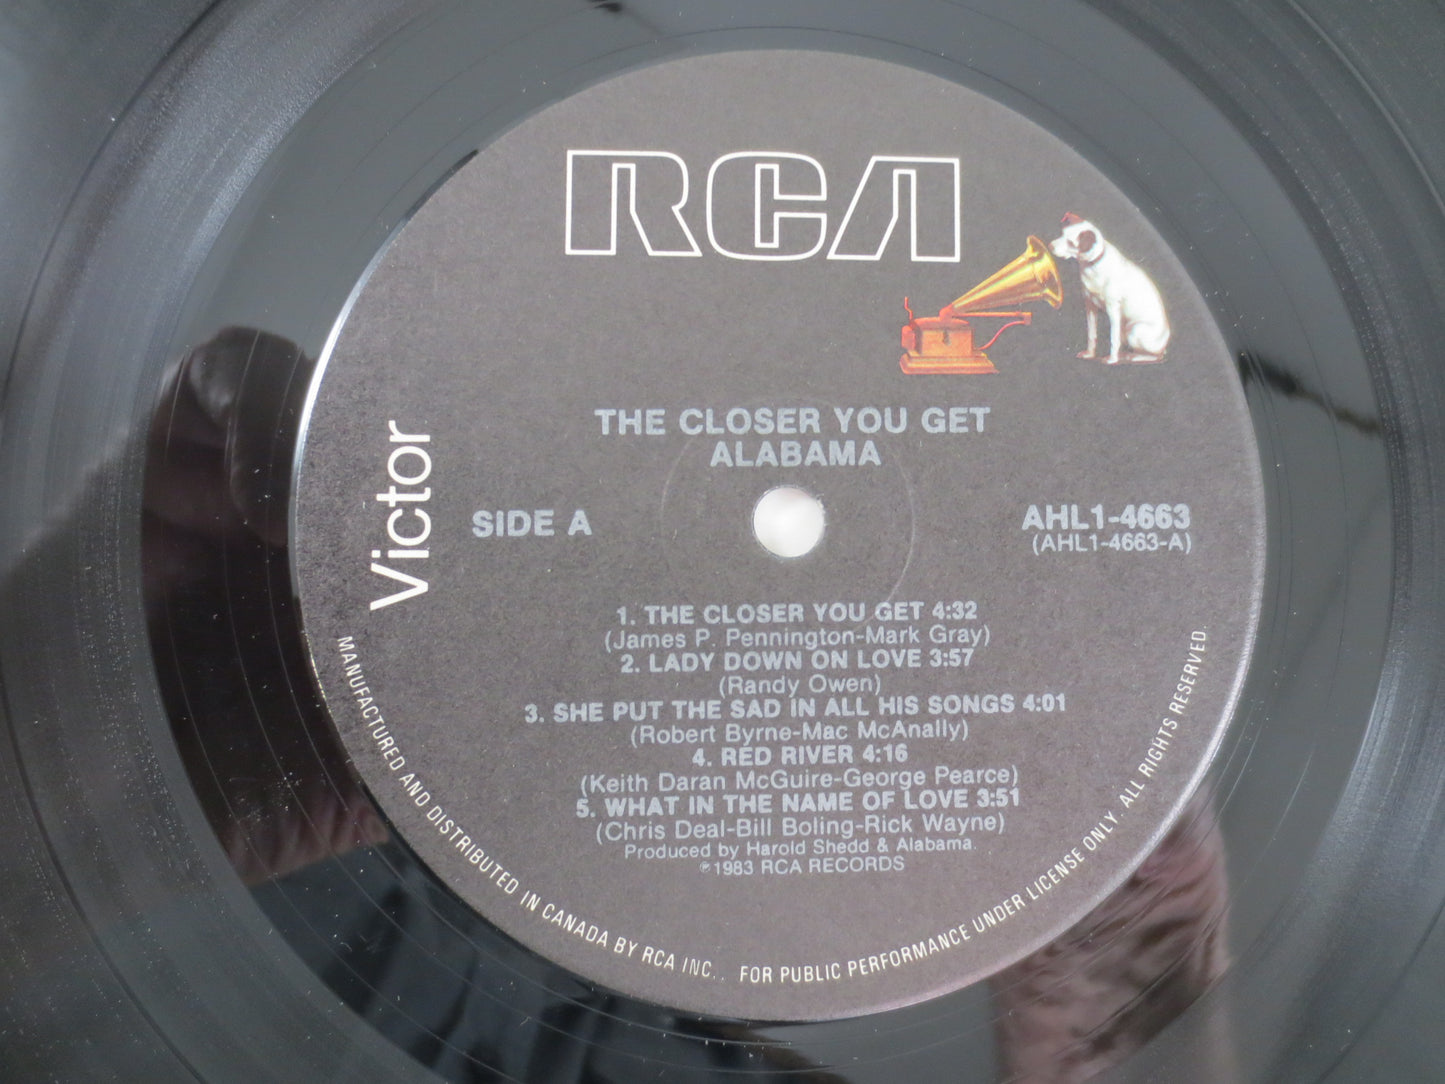 RCA
Victor
THE CLOSER YOU GET
ALABAMA
SIDE A
AHL1-4663
(AHL1-4663-A)
1. THE CLOSER YOU GET 4:32
(James P. Pennington-Mark Gray)
2. LADY DOWN ON LOVE 3:57
(Randy Owen)
3. SHE PUT THE SAD IN ALL HIS SONGS 4:01
(Robert Byrne-Mac McAnally)
4. RED RIVER 4:16
(Keith Daran McGuire-George Pearce)
5. WHAT IN THE NAME OF LOVE 3:51
(Chris Deal-Bill Boling-Rick Wayne)
Produced by Harold Shedd & Alabama.
℗1983 RCA RECORDS
MANUFACTURED AND DISTRIBUTED IN CANADA BY RCA INC.. FOR PUBLIC PERFORMANCE UNDER LICENSE ONLY. ALL RIGHTS RESERVED.